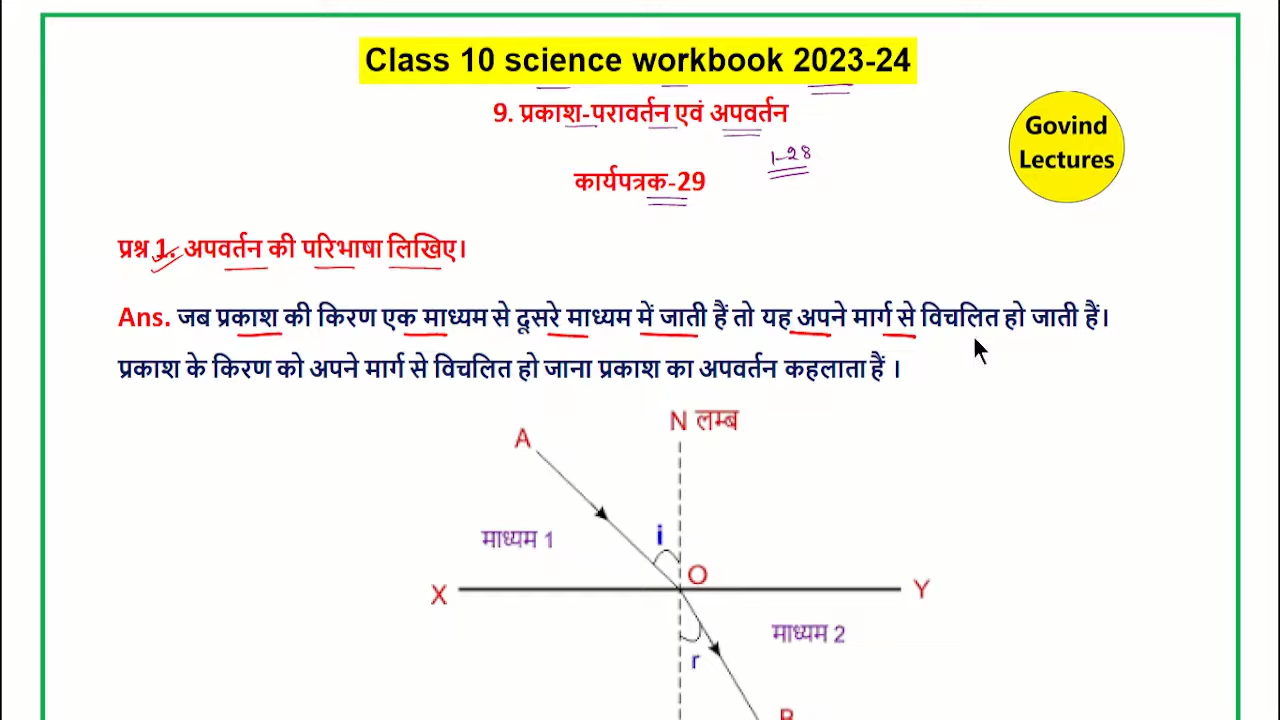 Class 10 science workbook 2023-24
9. प्रकाश-परावर्तन एवं अपवर्तन
Govind
Lectures
1-28
कार्यपत्रक-29
प्रश्न 1. अपवर्तन की परिभाषा लिखिए।
Ans. जब प्रकाश की किरण एक माध्यम से दूसरे माध्यम में जाती हैं तो यह अपने मार्ग से विचलित हो जाती हैं।
प्रकाश के किरण को अपने मार्ग से विचलित हो जाना प्रकाश का अपवर्तन कहलाता हैं ।
N लम्ब
A
i
माध्यम 1
O
X
Y
माध्यम 2
r
B